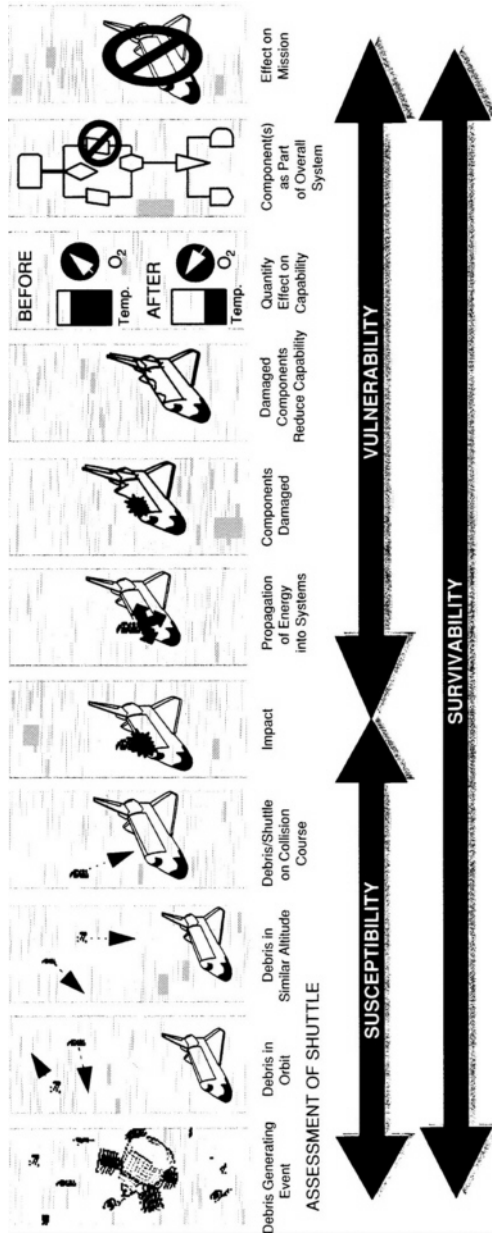 BEFORE
Temp.
O2
AFTER
Temp.
O2
Debris Generating
Event
Debris in
Orbit
Debris in
Similar Altitude
Debris/Shuttle
on Collision
Course
Impact
Propagation
of Energy
into Systems
Components
Damaged
Damaged
Components
Reduce Capability
Quantify
Effect on
Capability
Component(s)
as Part
of Overall
System
Effect on
Mission
ASSESSMENT OF SHUTTLE
SUSCEPTIBILITY
VULNERABILITY
SURVIVABILITY